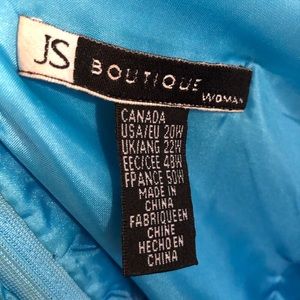 JS BOUTIQUE WOMAN
CANADA
USA/EU 20W
UK/ANG 22W
EEC/CEE 48W
FPANCE 50W
MADE IN
CHINA
FABRIQUE EN
CHINE
HECHO EN
CHINA